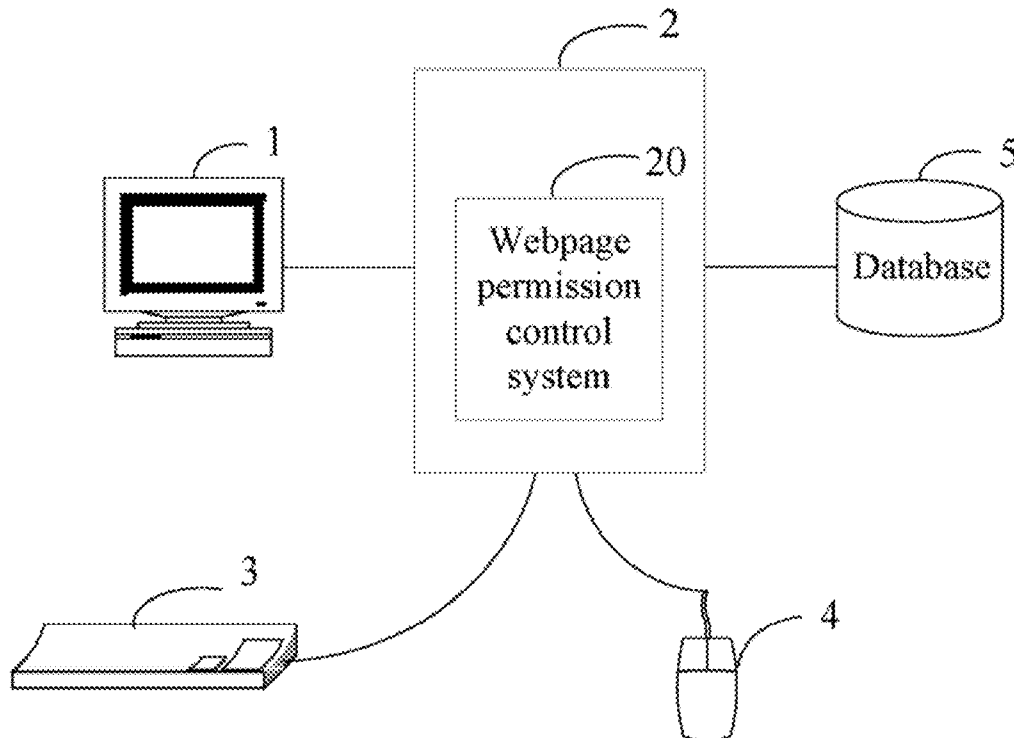 2
1
20
5
Webpage
permission
control
system
Database
3
4